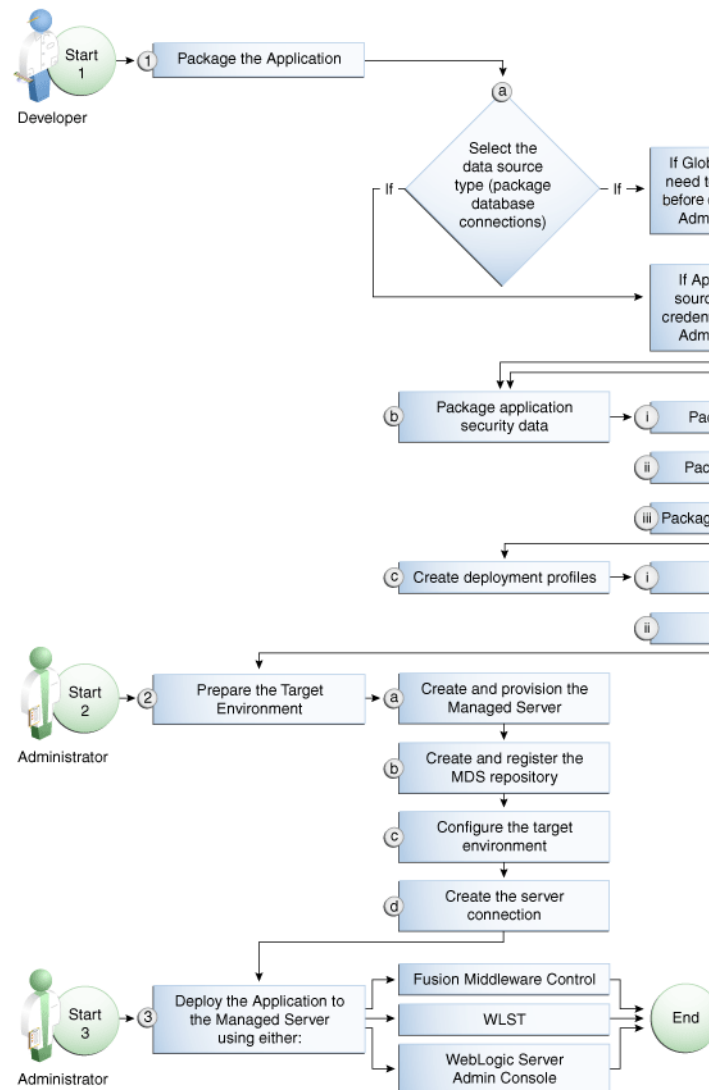 Start
1
Developer
1
Package the Application
a
Select the
data source
type (package
database
connections)
If
If
If Glob
need t
before
Admi
If Ap
sourc
creden
Adm
b
Package application
security data
i
Pac
ii
Pac
iii
Packag
c
Create deployment profiles
i
ii
Start
2
Administrator
2
Prepare the Target
Environment
a
Create and provision the
Managed Server
b
Create and register the
MDS repository
c
Configure the target
environment
d
Create the server
connection
Start
3
Administrator
3
Deploy the Application to
the Managed Server
using either:
Fusion Middleware Control
WLST
WebLogic Server
Admin Console
End